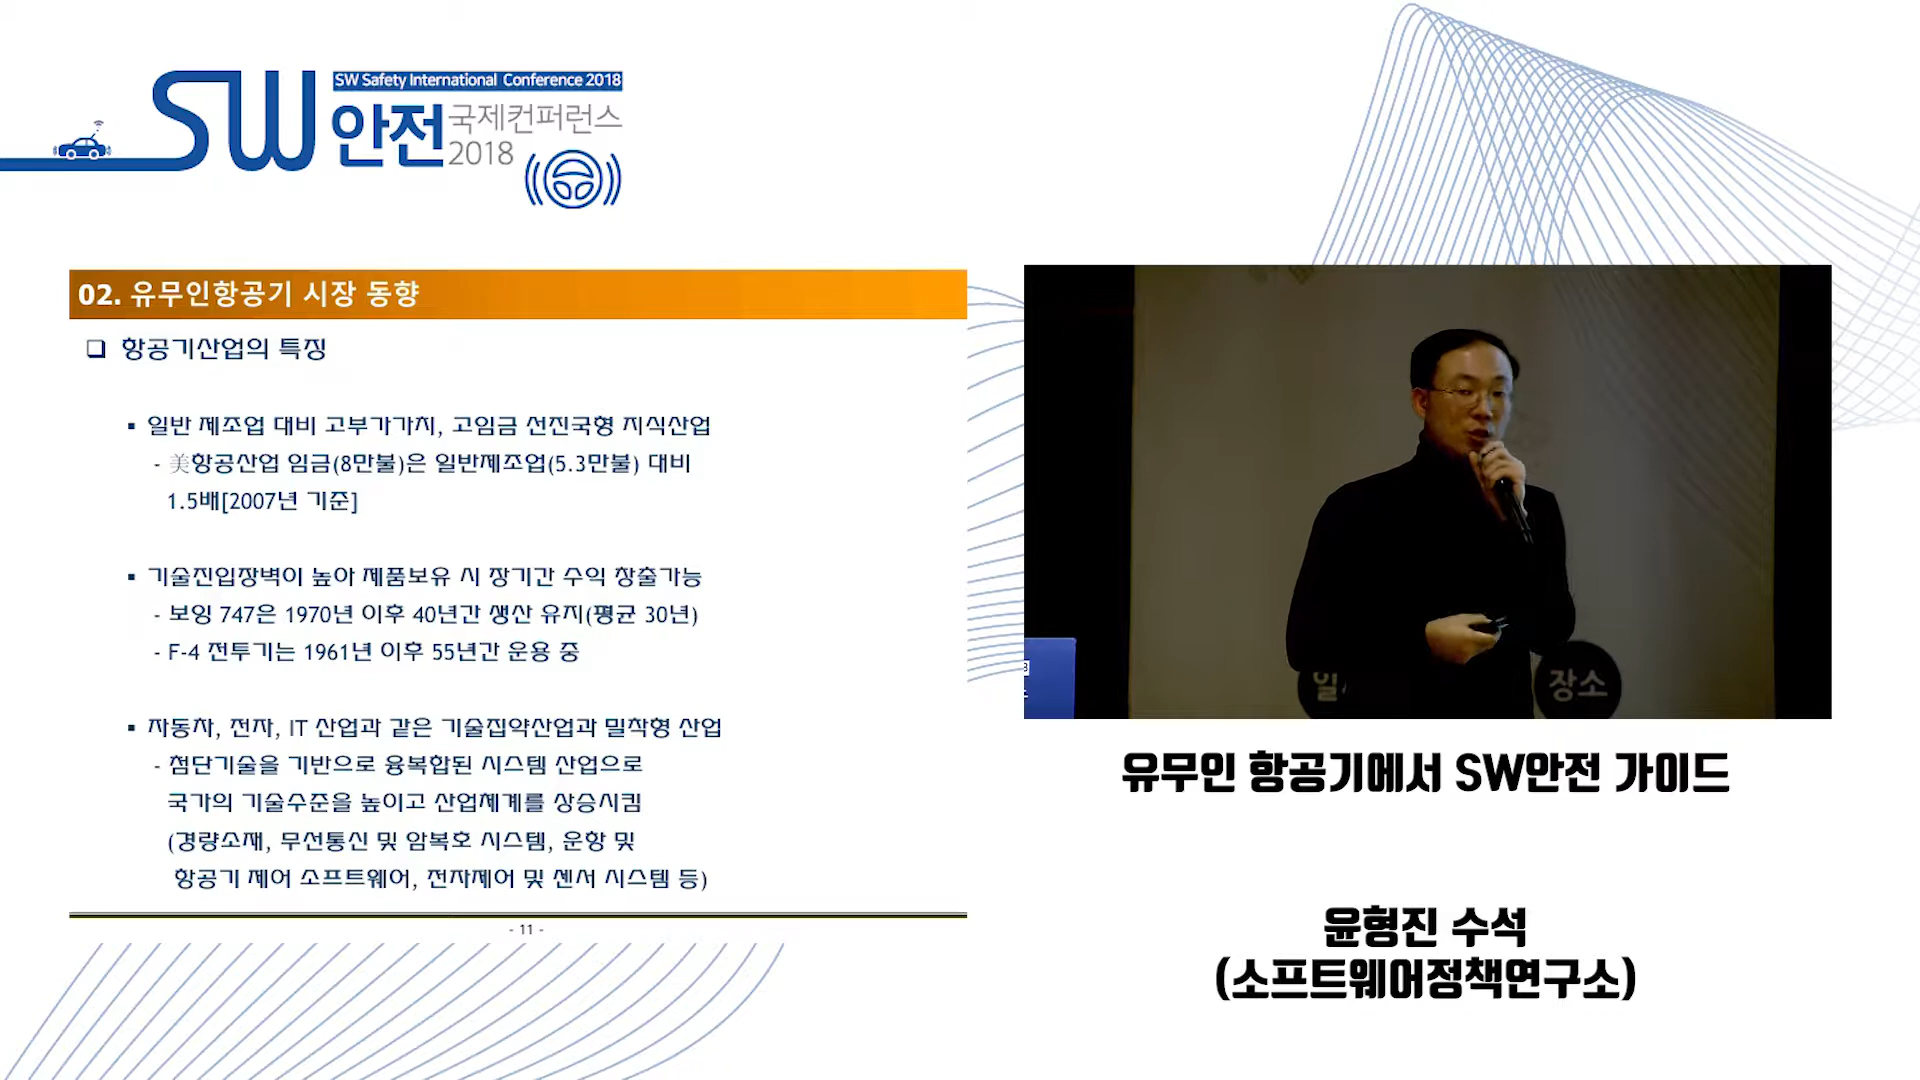 SW Safety International Conference 2018
SW 안전 국제컨퍼런스
2018
02. 유무인항공기 시장 동향
❑ 항공기산업의 특징
▪ 일반 제조업 대비 고부가가치, 고임금 선진국형 지식산업
- 美항공산업 임금(8만불)은 일반제조업(5.3만불) 대비
1.5배[2007년 기준]
▪ 기술진입장벽이 높아 제품보유 시 장기간 수익 창출가능
- 보잉 747은 1970년 이후 40년간 생산 유지(평균 30년)
- F-4 전투기는 1961년 이후 55년간 운용 중
▪ 자동차, 전자, IT 산업과 같은 기술집약산업과 밀착형 산업
- 첨단기술을 기반으로 융복합된 시스템 산업으로
국가의 기술수준을 높이고 산업체계를 상승시킴
(경량소재, 무선통신 및 암복호 시스템, 운항 및
항공기 제어 소프트웨어, 전자제어 및 센서 시스템 등)
- 11 -
장소
유무인 항공기에서 SW안전 가이드
윤형진 수석
(소프트웨어정책연구소)